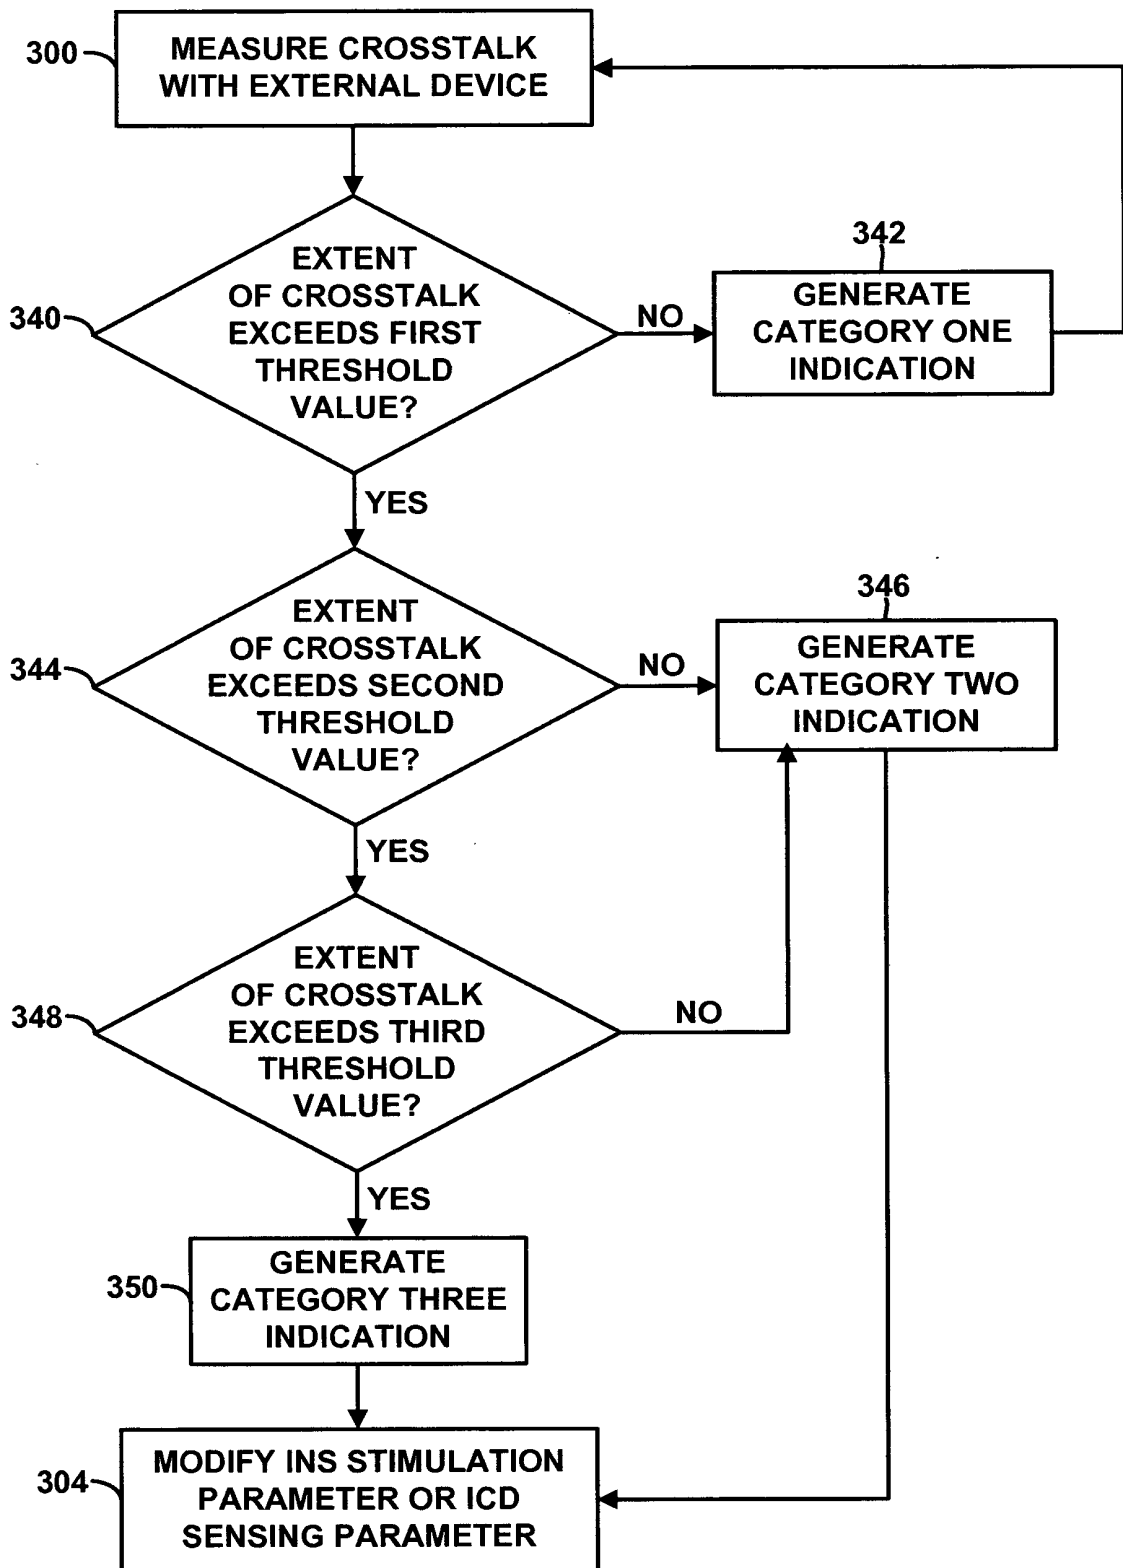 300
MEASURE CROSSTALK
WITH EXTERNAL DEVICE
340
EXTENT
OF CROSSTALK
EXCEEDS FIRST
THRESHOLD
VALUE?
NO
342
GENERATE
CATEGORY ONE
INDICATION
YES
344
EXTENT
OF CROSSTALK
EXCEEDS SECOND
THRESHOLD
VALUE?
NO
346
GENERATE
CATEGORY TWO
INDICATION
YES
348
EXTENT
OF CROSSTALK
EXCEEDS THIRD
THRESHOLD
VALUE?
NO
YES
350
GENERATE
CATEGORY THREE
INDICATION
304
MODIFY INS STIMULATION
PARAMETER OR ICD
SENSING PARAMETER